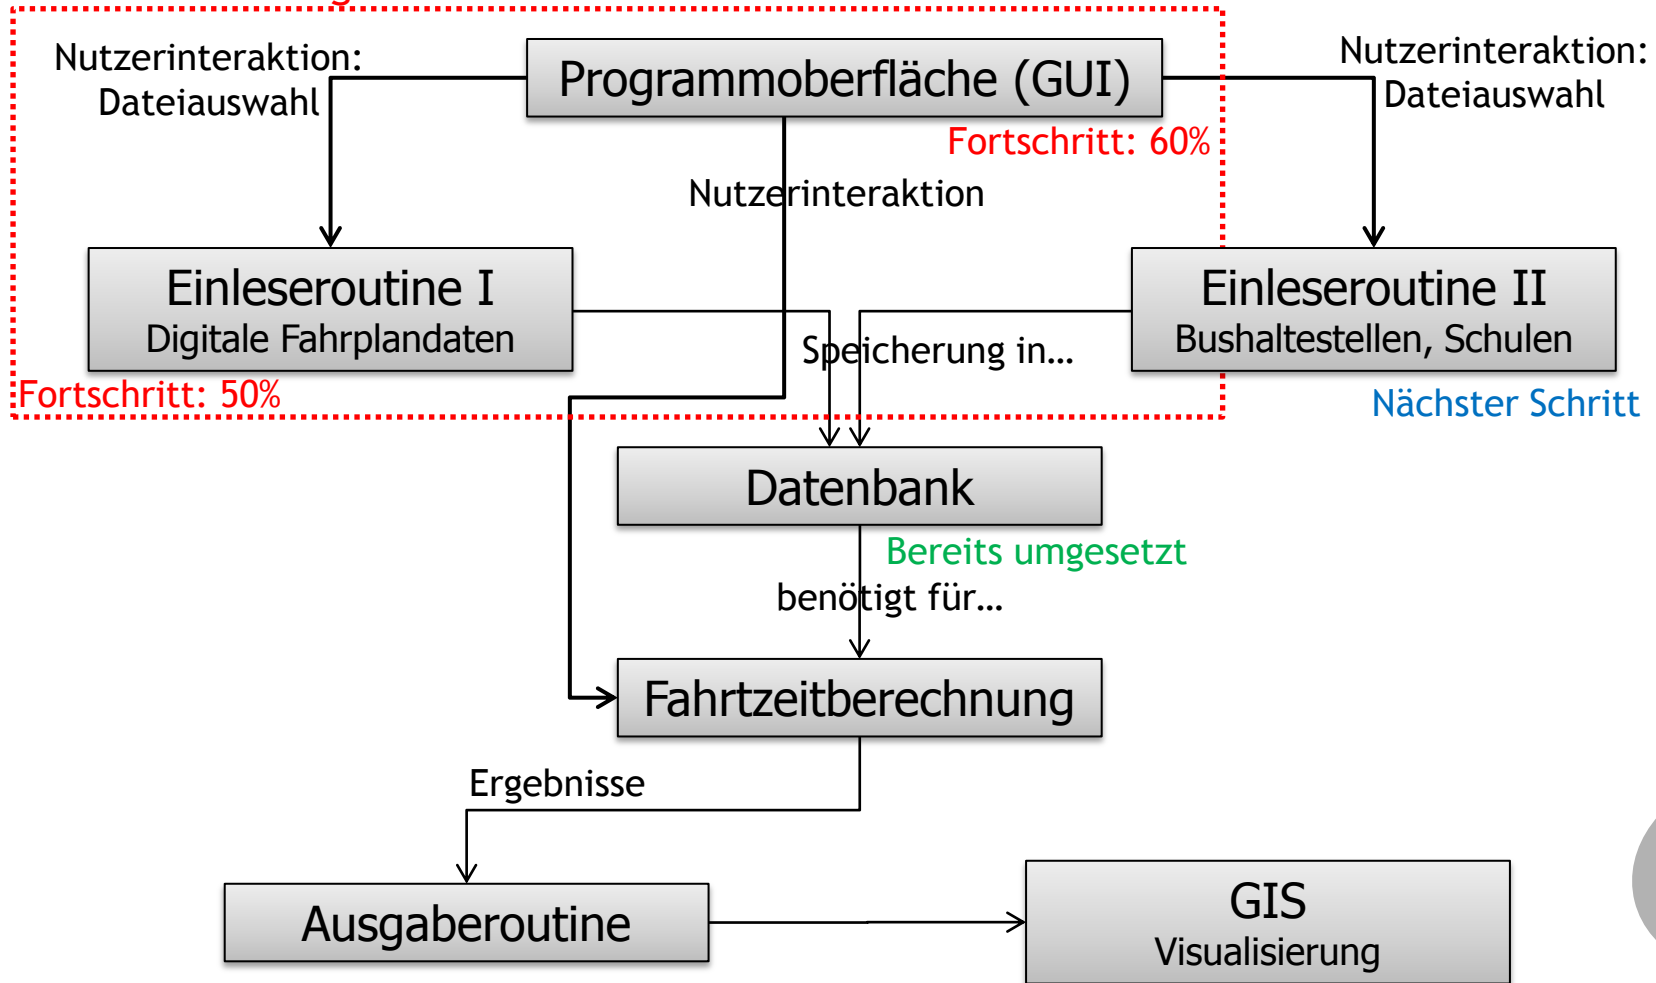 Nutzerinteraktion:
Dateiauswahl
Programmoberfläche (GUI)
Nutzerinteraktion:
Dateiauswahl
Fortschritt: 60%
Nutzerinteraktion
Einleseroutine I
Digitale Fahrplandaten
Einleseroutine II
Bushaltestellen, Schulen
Speicherung in...
Fortschritt: 50%
Nächster Schritt
Datenbank
Bereits umgesetzt
benötigt für...
Fahrtzeitberechnung
Ergebnisse
Ausgaberoutine
GIS
Visualisierung